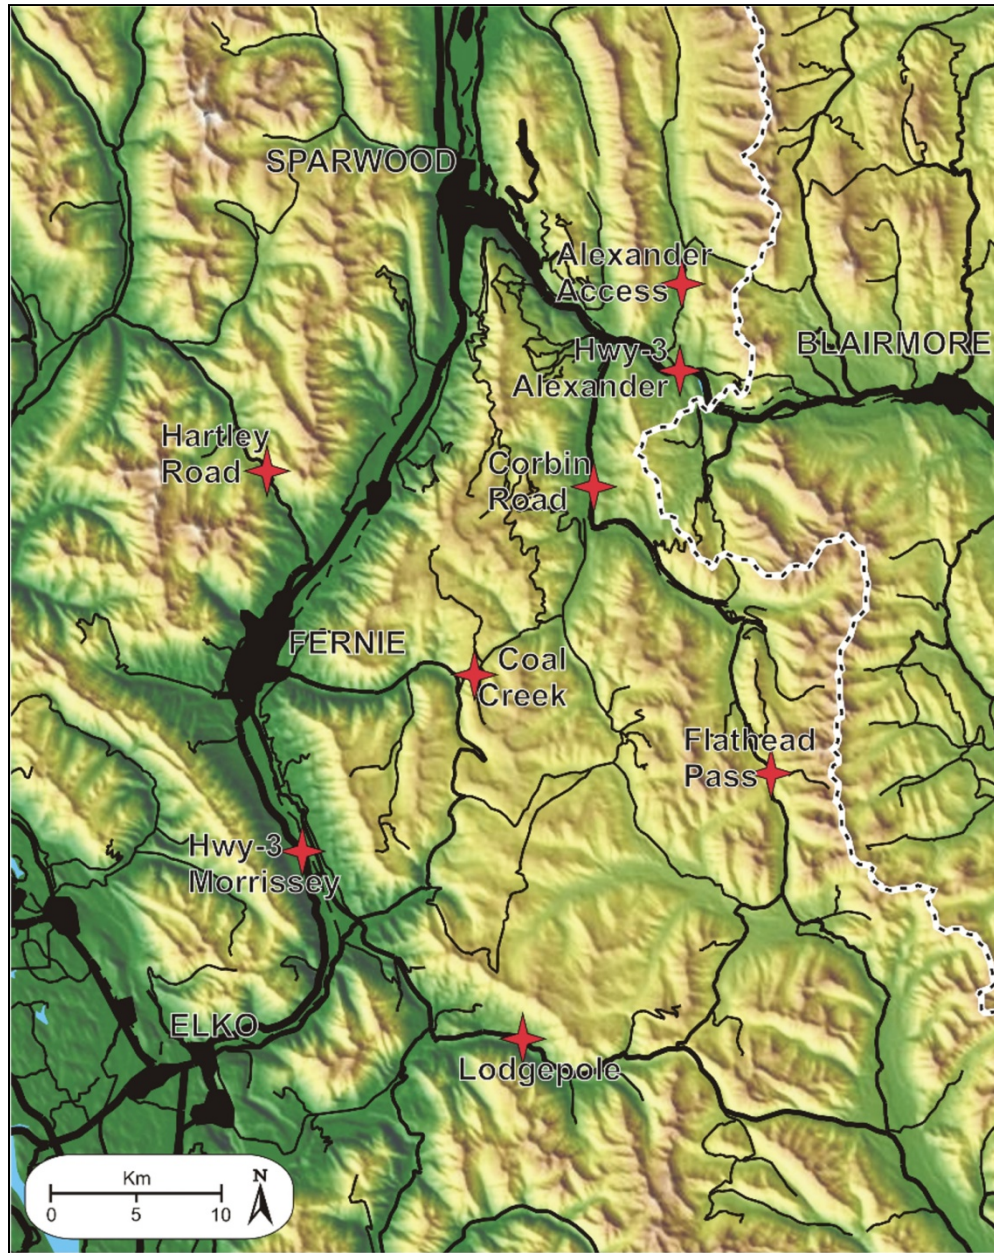 SPARWOOD
Alexander
Access
Hwy-3
Alexander
BLAIRMORE
Hartley
Road
Corbin
Road
FERNIE
Coal
Creek
Flathead
Pass
Hwy-3
Morrissey
ELKO
Lodgepole
Km
N
0 5 10